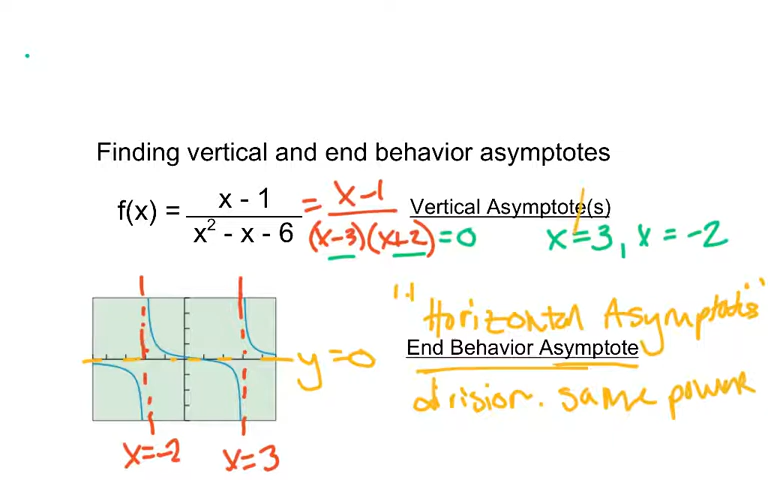 Finding vertical and end behavior asymptotes
f(x) = x - 1 / x² - x - 6 = x-1 / (x-3)(x+2) = 0
Vertical Asymptote(s)
x=3, x=-2
"Horizontal Asymptotes"
End Behavior Asymptote
y=0
division. same power
x=-2
x=3